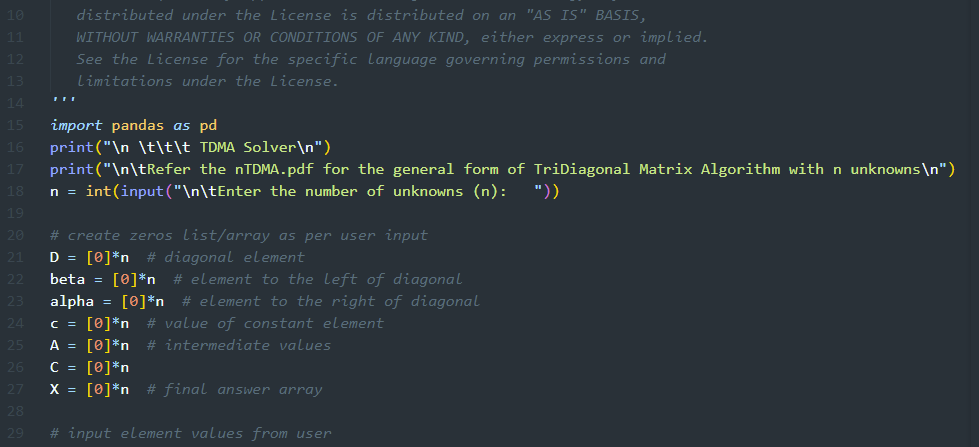 10 distributed under the License is distributed on an "AS IS" BASIS,
11 WITHOUT WARRANTIES OR CONDITIONS OF ANY KIND, either express or implied.
12 See the License for the specific language governing permissions and
13 limitations under the License.
14 '''
15 import pandas as pd
16 print("\n \t\t\t TDMA Solver\n")
17 print("\n\tRefer the nTDMA.pdf for the general form of TriDiagonal Matrix Algorithm with n unknowns\n")
18 n = int(input("\n\tEnter the number of unknowns (n):   "))
19
20 # create zeros list/array as per user input
21 D = [0]*n  # diagonal element
22 beta = [0]*n  # element to the left of diagonal
23 alpha = [0]*n  # element to the right of diagonal
24 c = [0]*n  # value of constant element
25 A = [0]*n  # intermediate values
26 C = [0]*n
27 X = [0]*n  # final answer array
28
29 # input element values from user